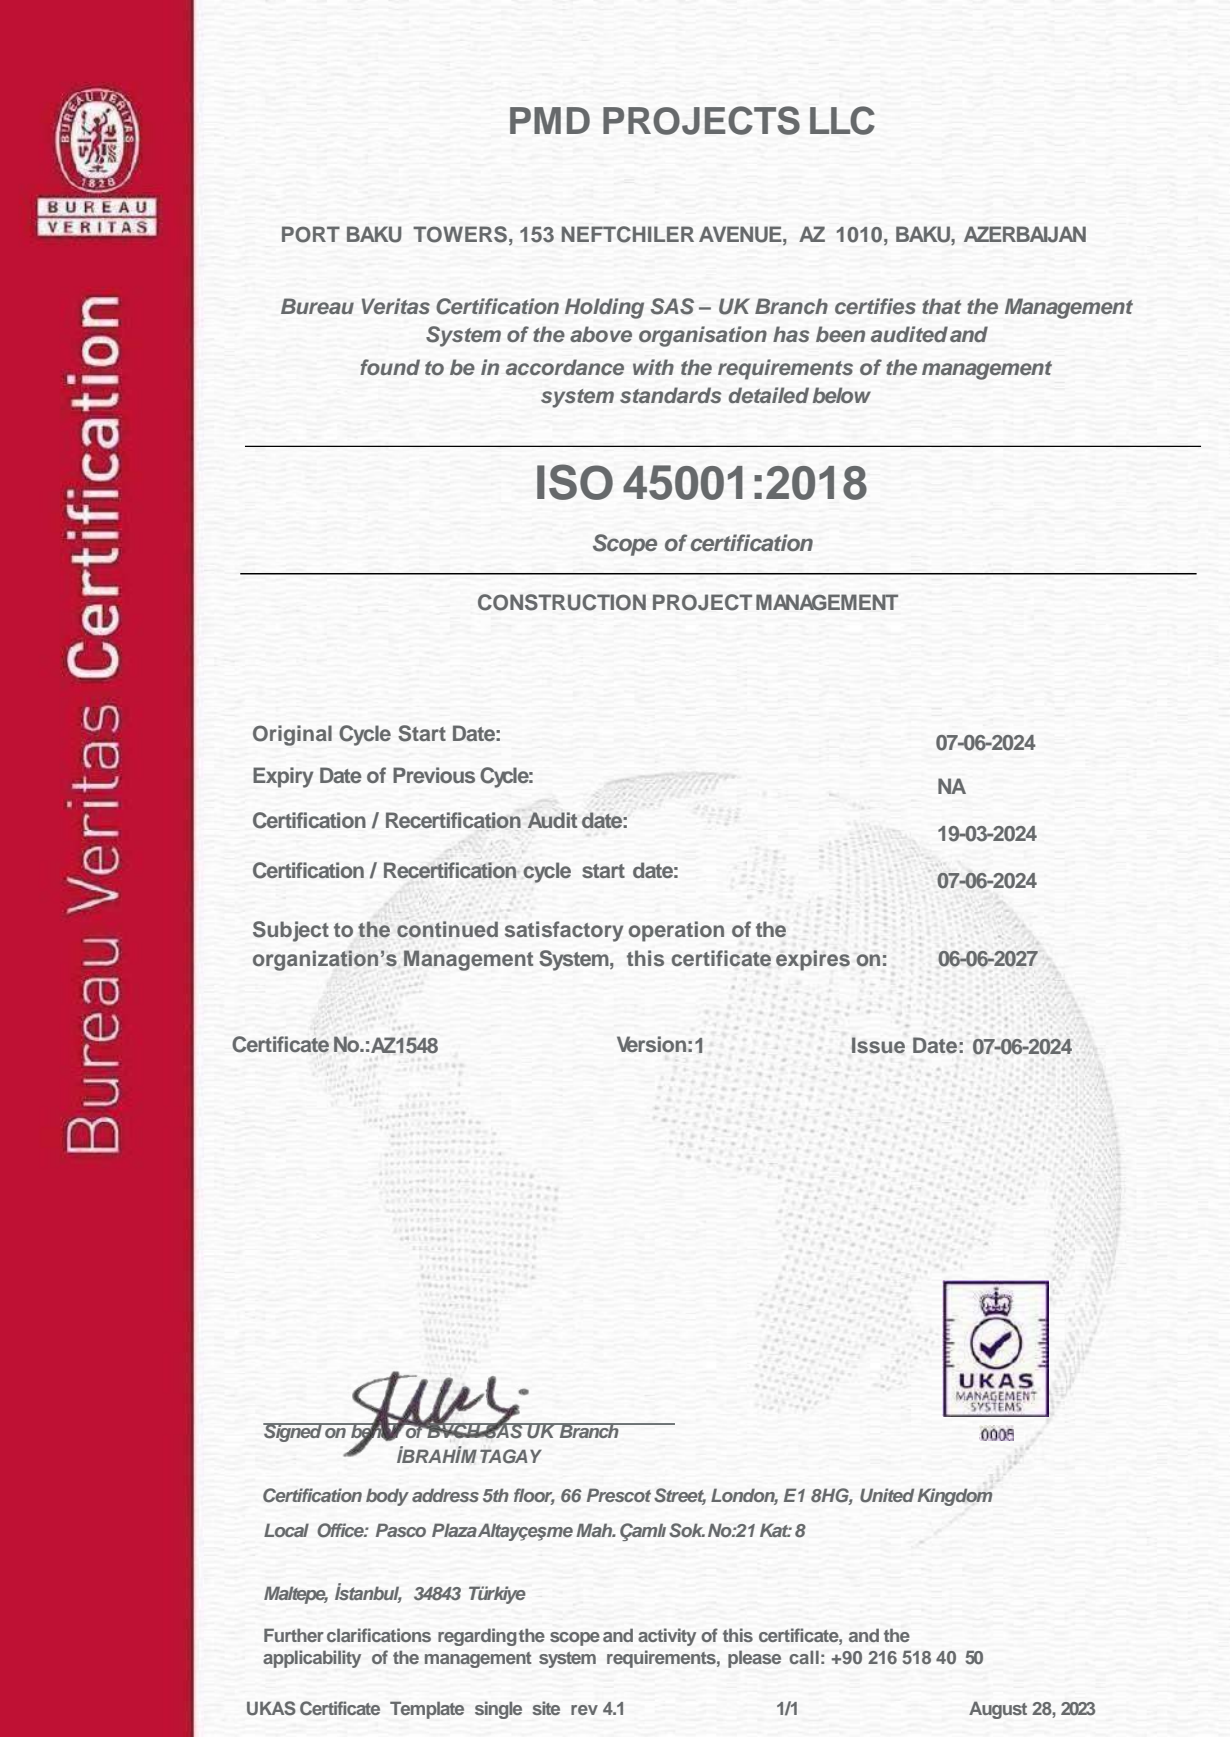 BUREAU VERITAS
1828
BUREAU
VERITAS
Bureau Veritas Certification
PMD PROJECTS LLC
PORT BAKU TOWERS, 153 NEFTCHILER AVENUE, AZ 1010, BAKU, AZERBAIJAN
Bureau Veritas Certification Holding SAS – UK Branch certifies that the Management
System of the above organisation has been audited and
found to be in accordance with the requirements of the management
system standards detailed below
ISO 45001:2018
Scope of certification
CONSTRUCTION PROJECT MANAGEMENT
Original Cycle Start Date: 07-06-2024
Expiry Date of Previous Cycle: NA
Certification / Recertification Audit date: 19-03-2024
Certification / Recertification cycle start date: 07-06-2024
Subject to the continued satisfactory operation of the
organization’s Management System, this certificate expires on: 06-06-2027
Certificate No.:AZ1548 Version:1 Issue Date: 07-06-2024
UKAS
MANAGEMENT
SYSTEMS
0008
Signed on behalf of BVCH SAS UK Branch
İBRAHİM TAGAY
Certification body address 5th floor, 66 Prescot Street, London, E1 8HG, United Kingdom
Local Office: Pasco Plaza Altayçeşme Mah. Çamlı Sok. No:21 Kat: 8
Maltepe, İstanbul, 34843 Türkiye
Further clarifications regarding the scope and activity of this certificate, and the
applicability of the management system requirements, please call: +90 216 518 40 50
UKAS Certificate Template single site rev 4.1 1/1 August 28, 2023